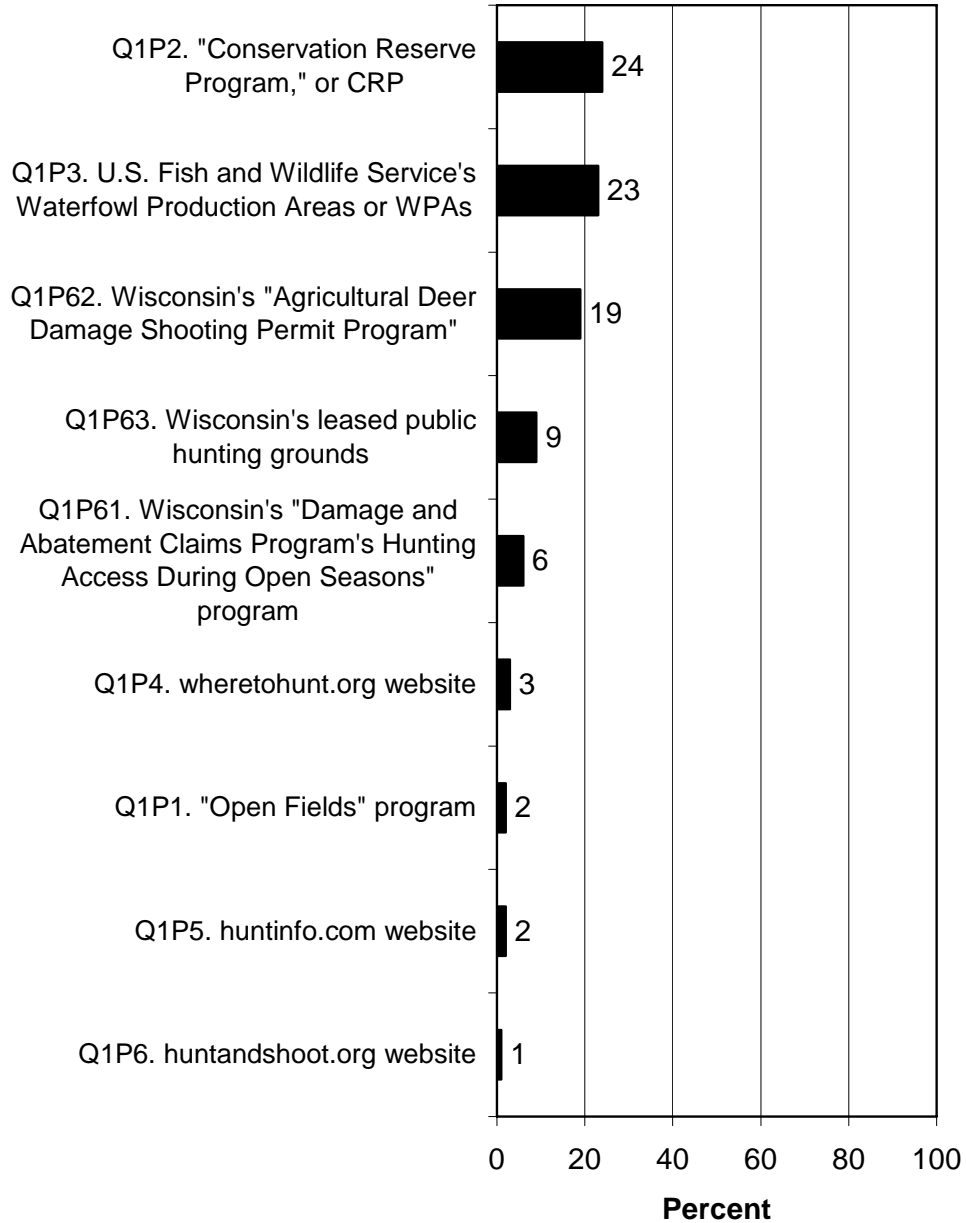 Q1P2. "Conservation Reserve
Program," or CRP
24
Q1P3. U.S. Fish and Wildlife Service's
Waterfowl Production Areas or WPAs
23
Q1P62. Wisconsin's "Agricultural Deer
Damage Shooting Permit Program"
19
Q1P63. Wisconsin's leased public
hunting grounds
9
Q1P61. Wisconsin's "Damage and
Abatement Claims Program's Hunting
Access During Open Seasons"
program
6
Q1P4. wheretohunt.org website
3
Q1P1. "Open Fields" program
2
Q1P5. huntinfo.com website
2
Q1P6. huntandshoot.org website
1
0 20 40 60 80 100
Percent